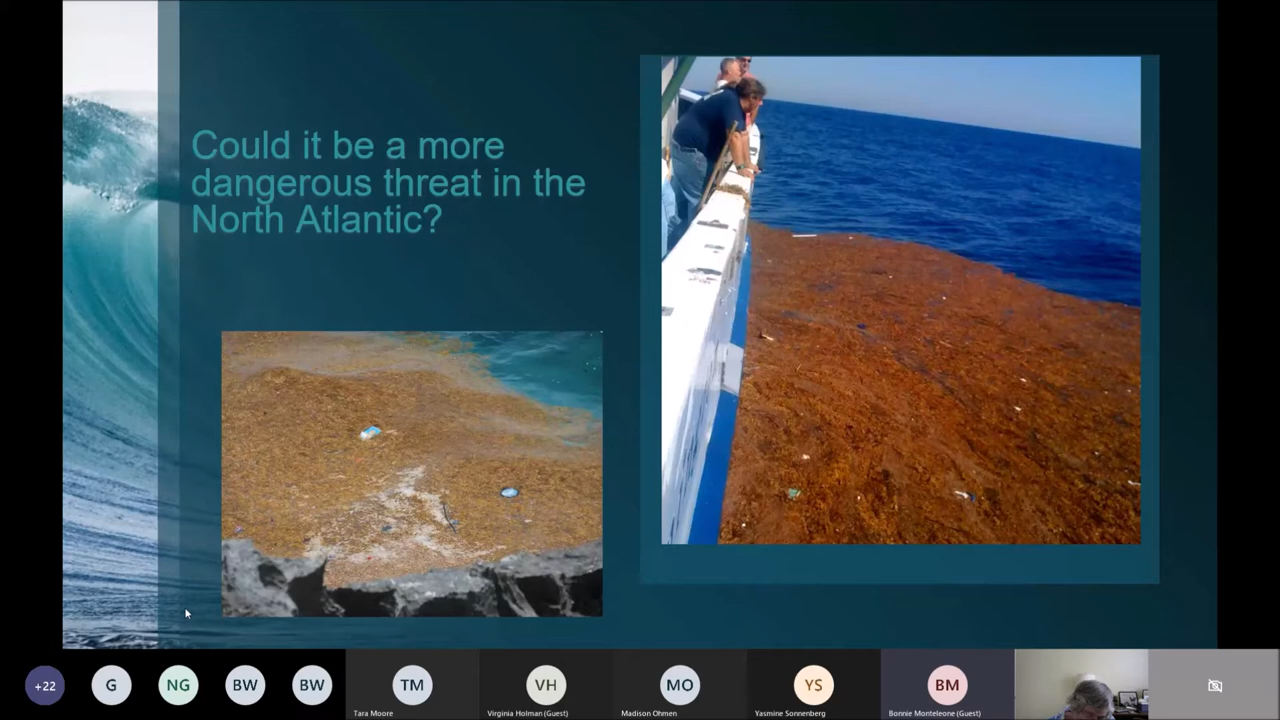 Could it be a more
dangerous threat in the
North Atlantic?
+22
G
NG
BW
BW
TM
VH
MO
YS
BM
Tara Moore
Virginia Holman (Guest)
Madison Ohmen
Yasmine Sonnenberg
Bonnie Monteleone (Guest)